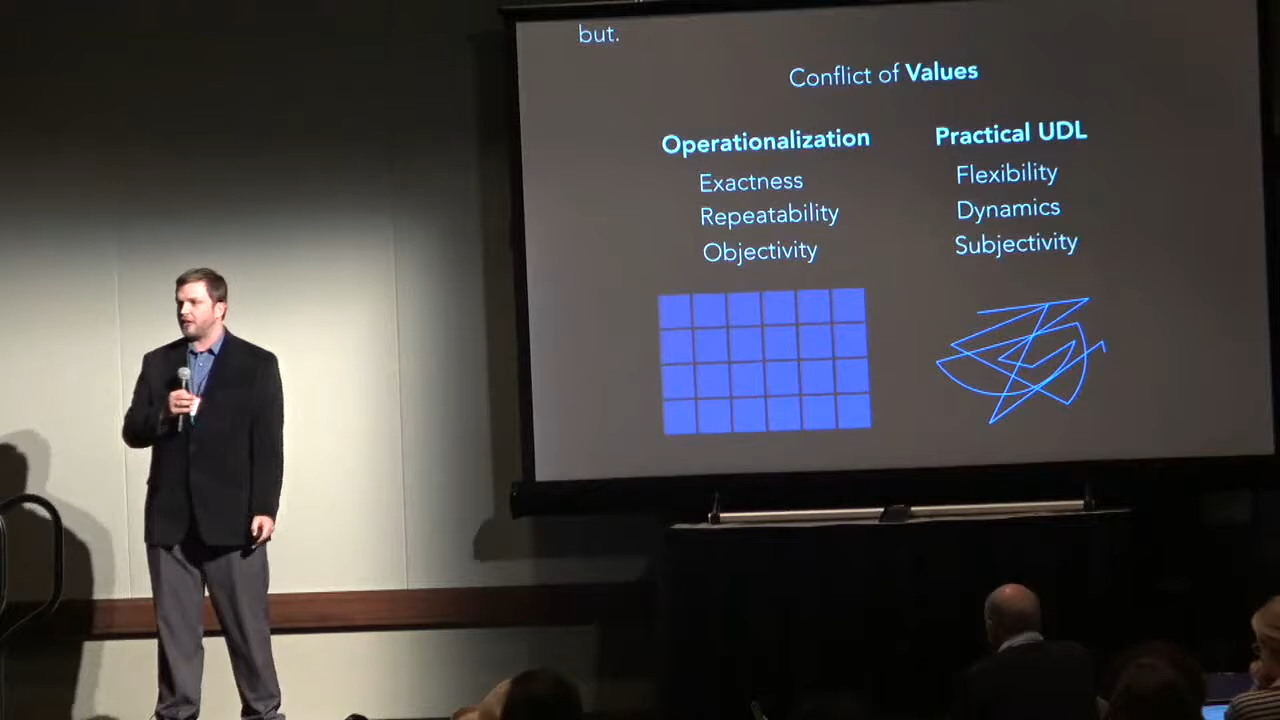 but.
Conflict of Values
Operationalization
Exactness
Repeatability
Objectivity
Practical UDL
Flexibility
Dynamics
Subjectivity